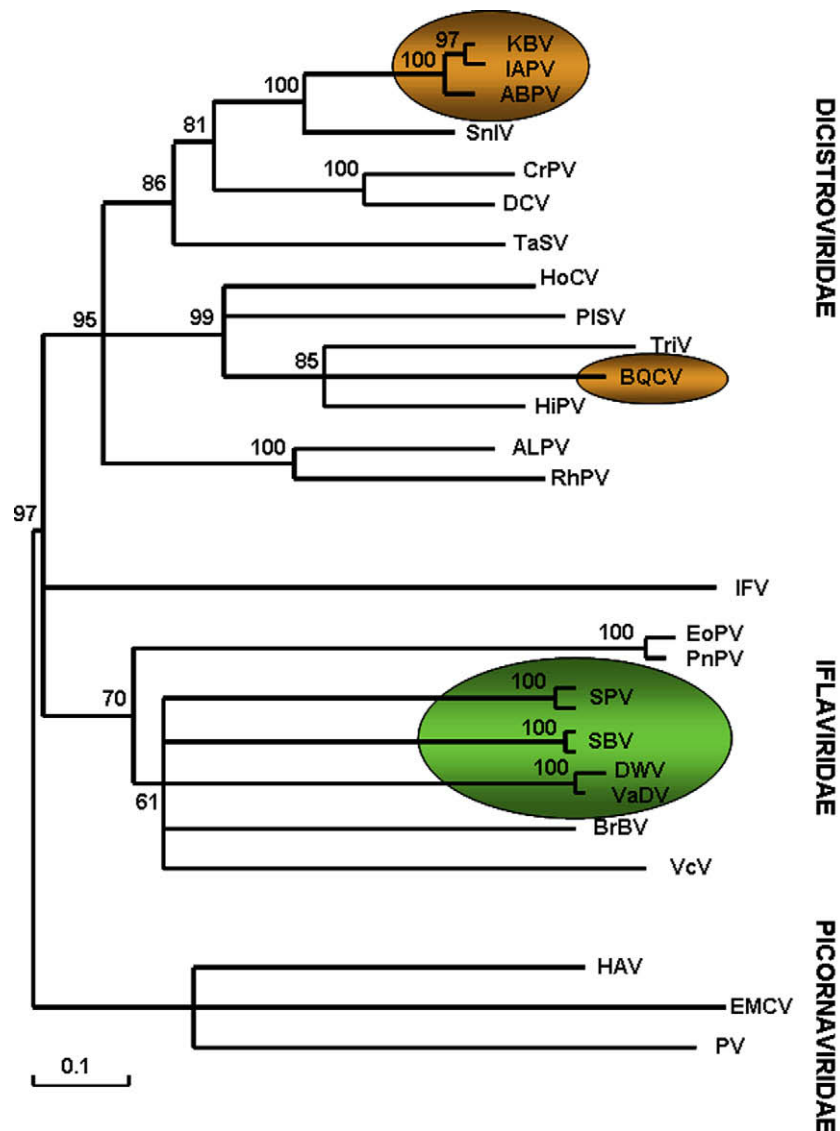 97
KBV
100
IAPV
ABPV
100
SnIV
81
CrPV
100
86
DCV
TaSV
HoCV
95
99
PISV
TriV
85
BQCV
HiPV
100
ALPV
RhPV
DICISTROVIRIDAE
97
IFV
100
EoPV
PnPV
70
100
SPV
100
SBV
100
DWV
VaDV
61
BrBV
VcV
IFLAVIRIDAE
HAV
EMCV
PV
PICORNAVIRIDAE
0.1